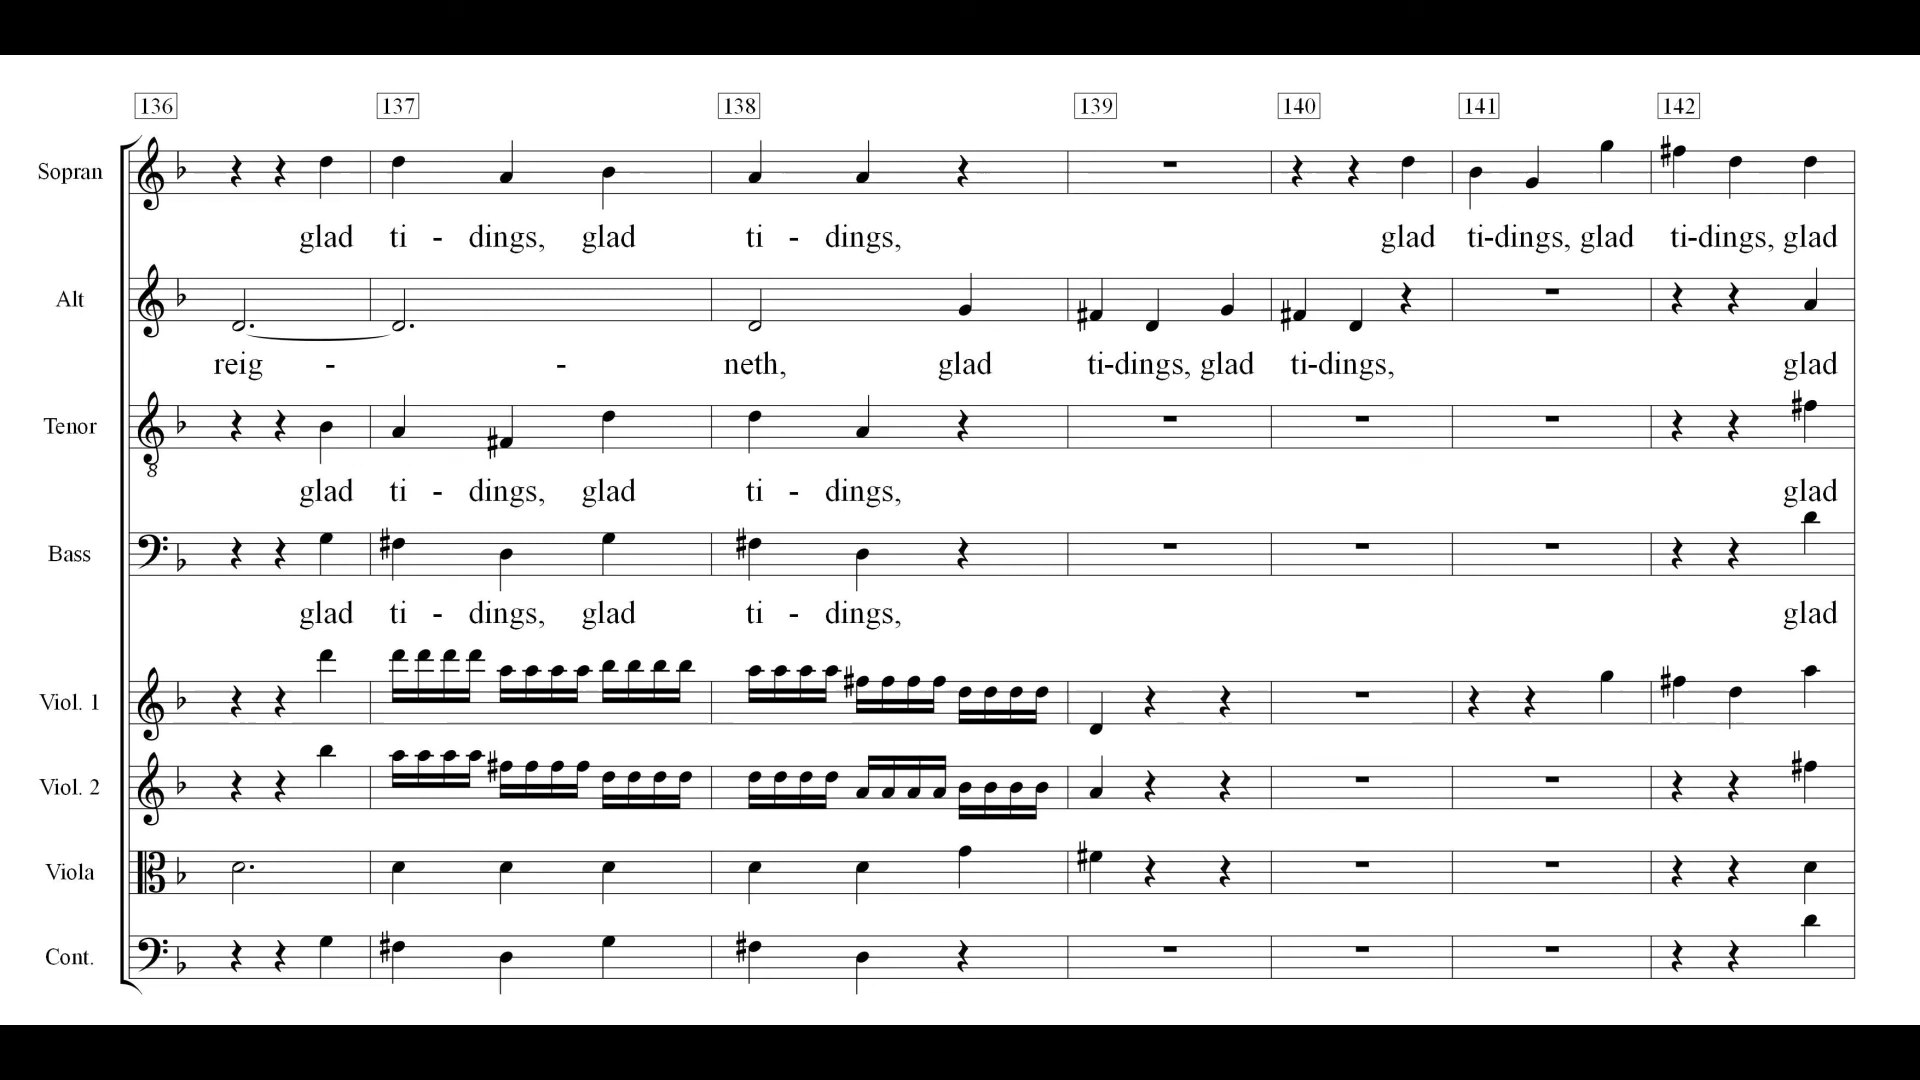 136 137 138 139 140 141 142
Sopran
glad ti - dings, glad ti - dings, glad ti-dings, glad ti-dings, glad
Alt
reig - - neth, glad ti-dings, glad ti-dings, glad
Tenor
8
glad ti - dings, glad ti - dings, glad
Bass
glad ti - dings, glad ti - dings, glad
Viol. 1
Viol. 2
Viola
Cont.